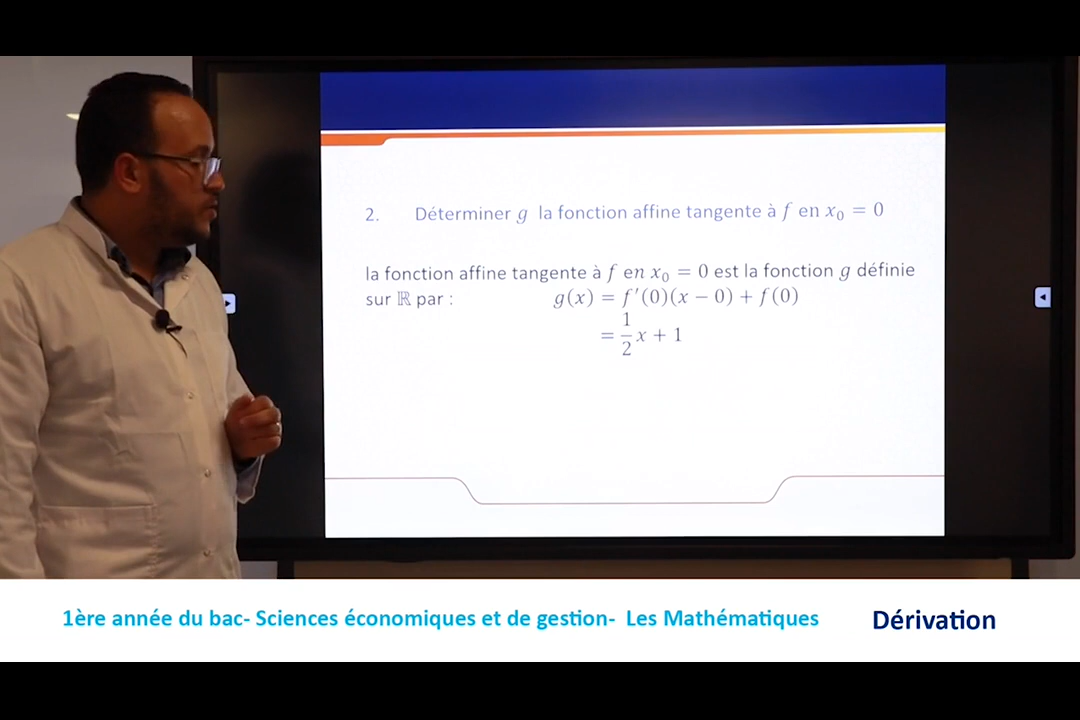 2. Déterminer g la fonction affine tangente à f en x₀ = 0
la fonction affine tangente à f en x₀ = 0 est la fonction g définie
sur ℝ par : g(x) = f′(0)(x − 0) + f(0)
= 1/2 x + 1
1ère année du bac- Sciences économiques et de gestion- Les Mathématiques Dérivation